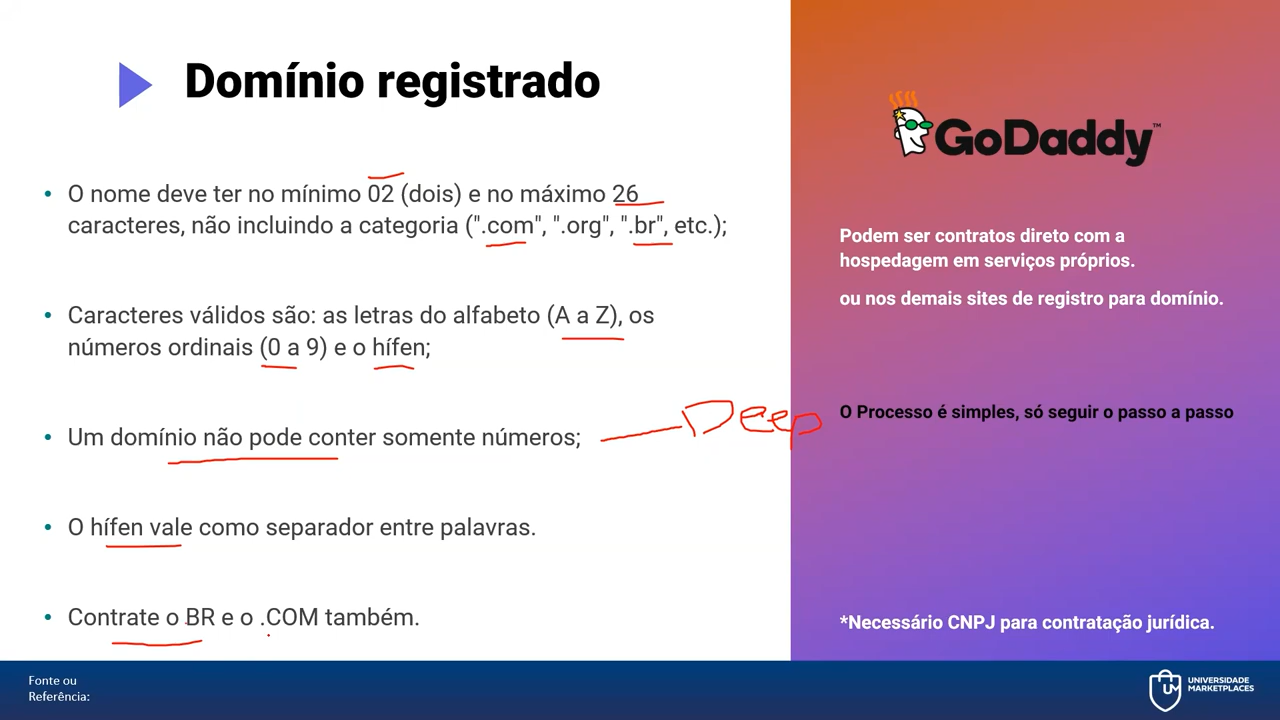 Domínio registrado
• O nome deve ter no mínimo 02 (dois) e no máximo 26
caracteres, não incluindo a categoria (".com", ".org", ".br", etc.);
• Caracteres válidos são: as letras do alfabeto (A a Z), os
números ordinais (0 a 9) e o hífen;
• Um domínio não pode conter somente números;
Deep
• O hífen vale como separador entre palavras.
• Contrate o BR e o .COM também.
GoDaddy™
Podem ser contratos direto com a
hospedagem em serviços próprios.
ou nos demais sites de registro para domínio.
O Processo é simples, só seguir o passo a passo
*Necessário CNPJ para contratação jurídica.
Fonte ou
Referência:
UM
UNIVERSIDADE
MARKETPLACES